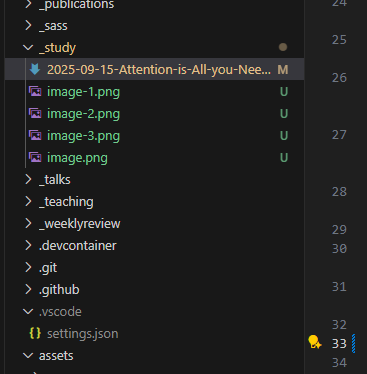 _publications
_sass
_study
2025-09-15-Attention-is-All-you-Nee... M
image-1.png U
image-2.png U
image-3.png U
image.png U
_talks
_teaching
_weeklyreview
.devcontainer
.git
.github
.vscode
{} settings.json
assets
24
25
26
27
28
29
30
31
32
33
34